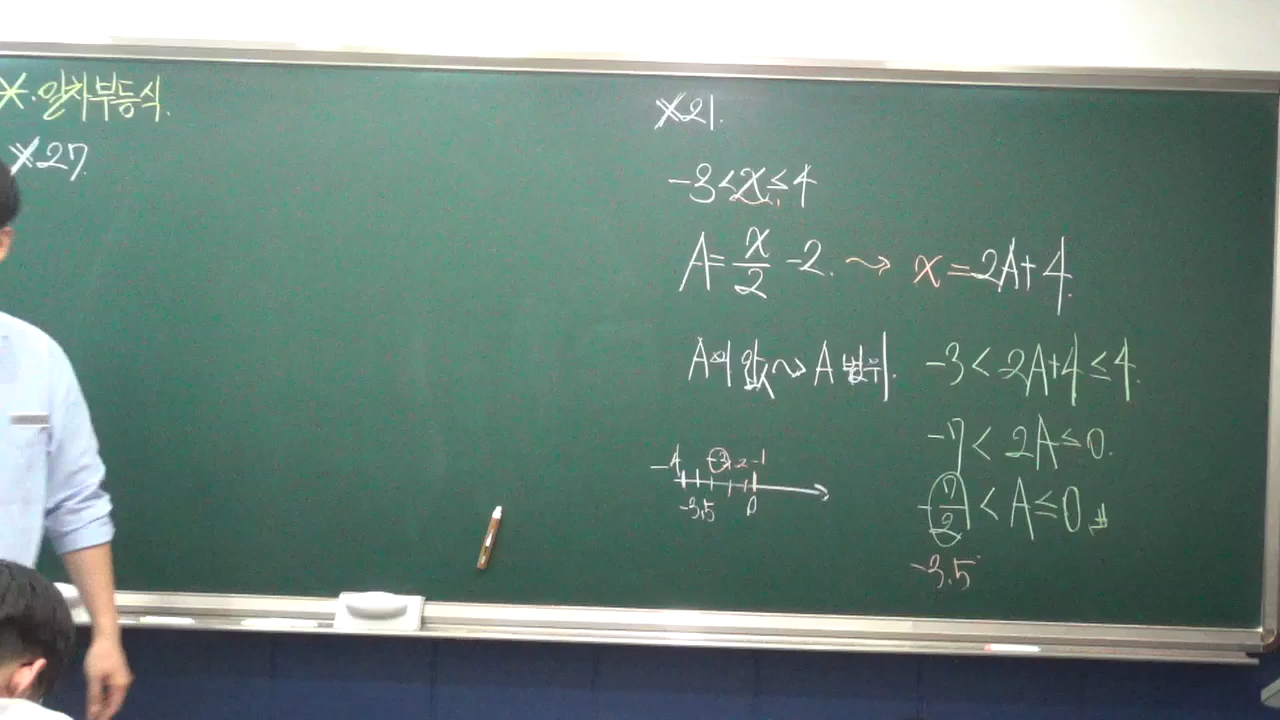 ※. 일차부등식.
※27.
※21.
-3<x≤4
A=x/2 -2. → x=2A+4.
A의 값 → A 범위. -3<2A+4≤4.
-7<2A≤0.
-7/2<A≤0
-3.5
-4 -3 -2 -1
-3.5 0